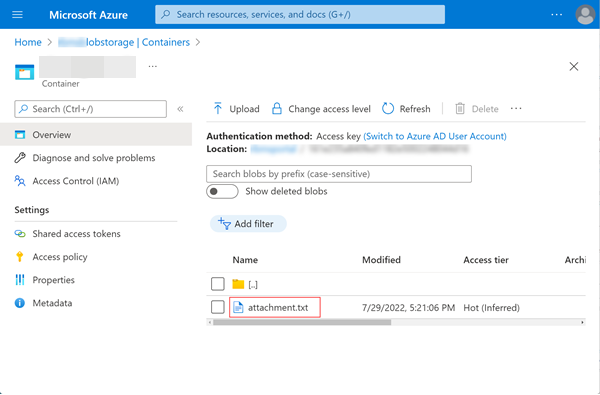 Microsoft Azure
Search resources, services, and docs (G+/)
Home > lobstorage | Containers >
Container
Search (Ctrl+/)
Overview
Diagnose and solve problems
Access Control (IAM)
Settings
Shared access tokens
Access policy
Properties
Metadata
Upload
Change access level
Refresh
Delete
Authentication method: Access key (Switch to Azure AD User Account)
Location:
Search blobs by prefix (case-sensitive)
Show deleted blobs
Add filter
Name Modified Access tier Archi
[..]
attachment.txt 7/29/2022, 5:21:06 PM Hot (Inferred)